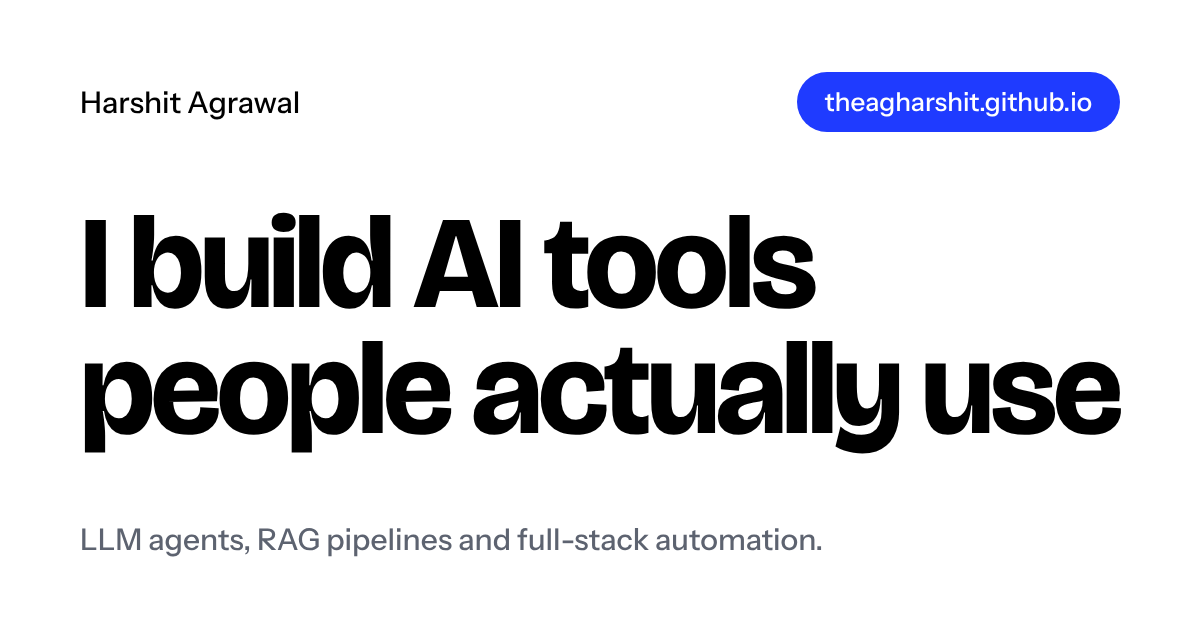 Harshit Agrawal
theagharshit.github.io
I build AI tools
people actually use
LLM agents, RAG pipelines and full-stack automation.